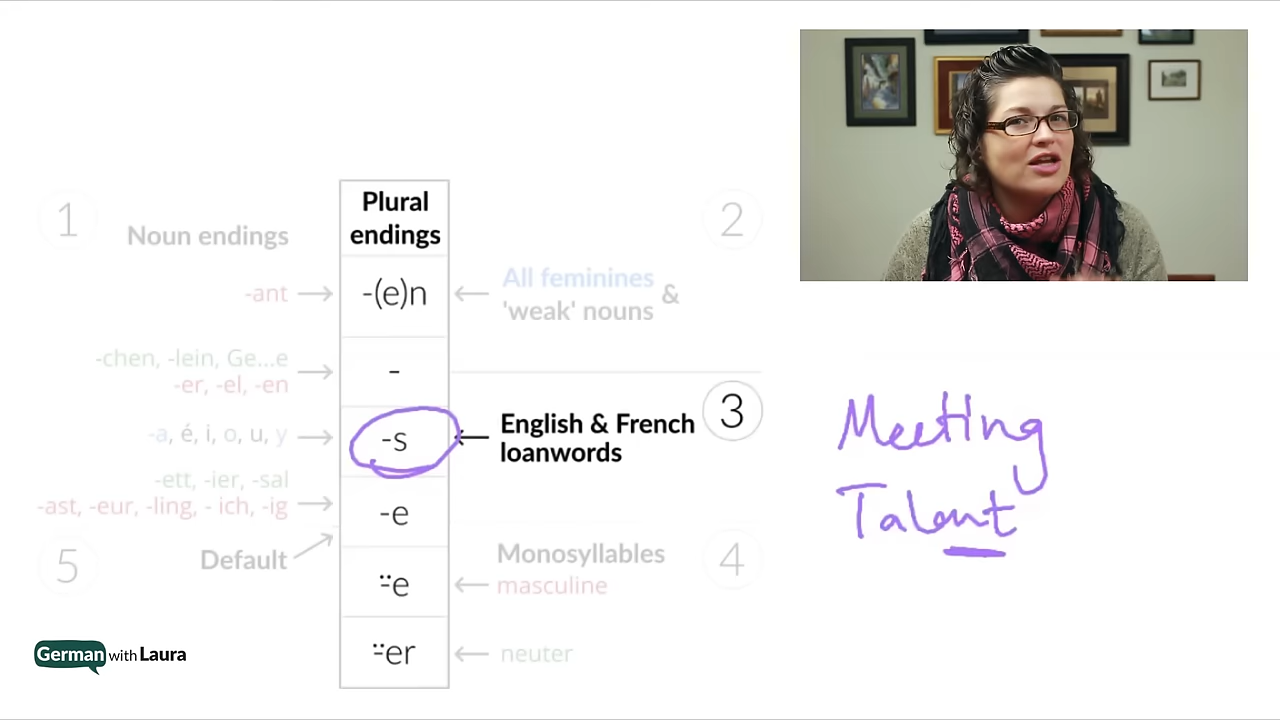 Plural
endings
1
Noun endings
-ant → -(e)n ← All feminines & 'weak' nouns
2
-chen, -lein, Ge...e
-er, -el, -en → -
-a, é, i, o, u, y → -s ← English & French
loanwords
3
-ett, -ier, -sal
-ast, -eur, -ling, - ich, -ig → -e
5
Default
Monosyllables
4
⸚e ← masculine
⸚er ← neuter
Meeting
Talent
German with Laura